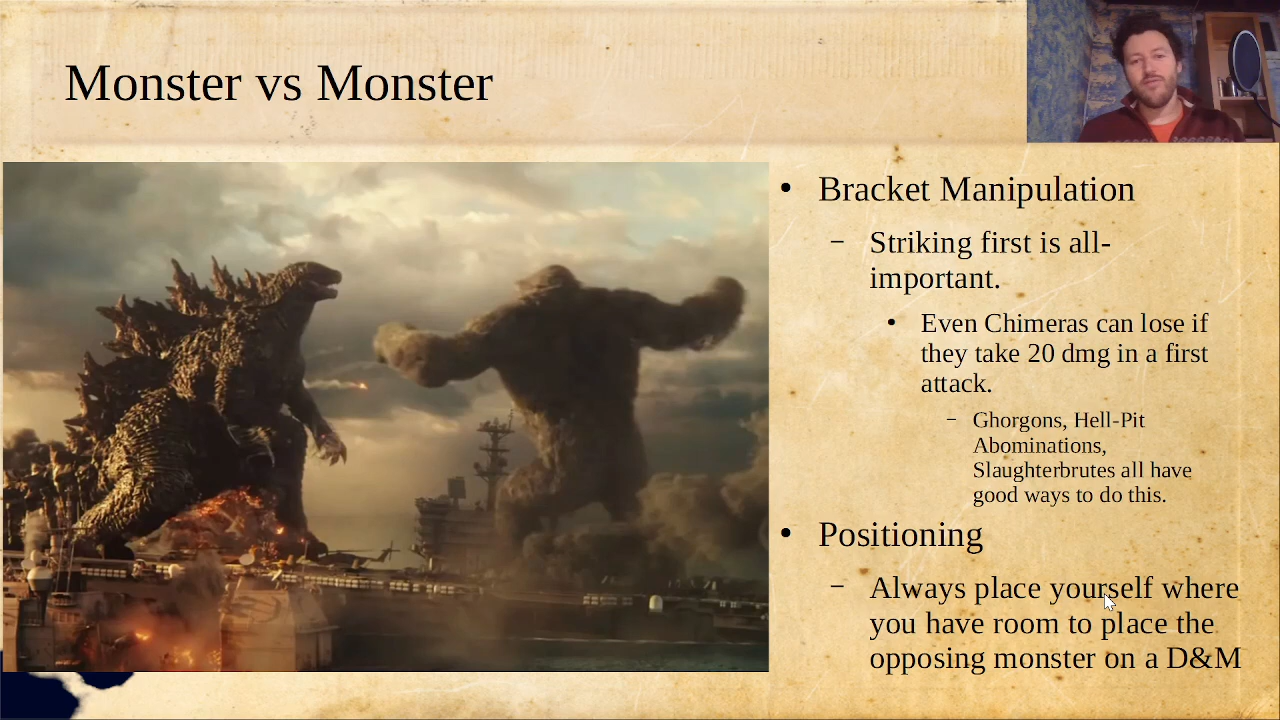 Monster vs Monster
• Bracket Manipulation
– Striking first is all-
important.
• Even Chimeras can lose if
they take 20 dmg in a first
attack.
– Ghorgons, Hell-Pit
Abominations,
Slaughterbrutes all have
good ways to do this.
• Positioning
– Always place yourself where
you have room to place the
opposing monster on a D&M